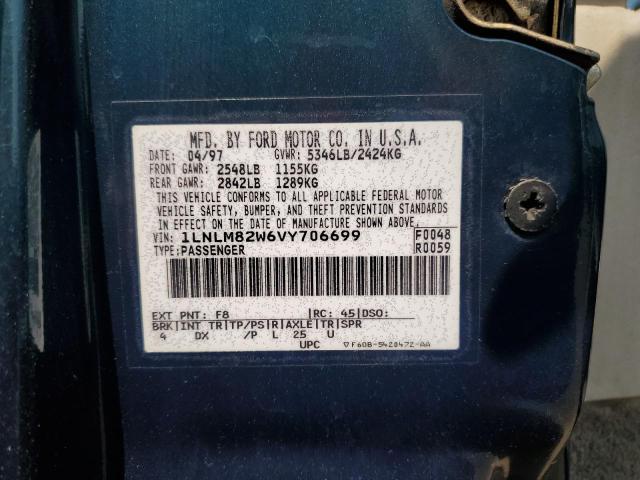 MFD. BY FORD MOTOR CO. IN U.S.A.
DATE: 04/97 GVWR: 5346LB/2424KG
FRONT GAWR: 2548LB 1155KG
REAR GAWR: 2842LB 1289KG
THIS VEHICLE CONFORMS TO ALL APPLICABLE FEDERAL MOTOR
VEHICLE SAFETY, BUMPER, AND THEFT PREVENTION STANDARDS
IN EFFECT ON THE DATE OF MANUFACTURE SHOWN ABOVE.
VIN: 1LNLM82W6VY706699 F0048
TYPE: PASSENGER R0059
EXT PNT: F8 |RC: 45|DSO:
BRK|INT TR|TP/PS|R|AXLE|TR|SPR
4 DX /P L 25 U
UPC ▽F60B-5420472-AA